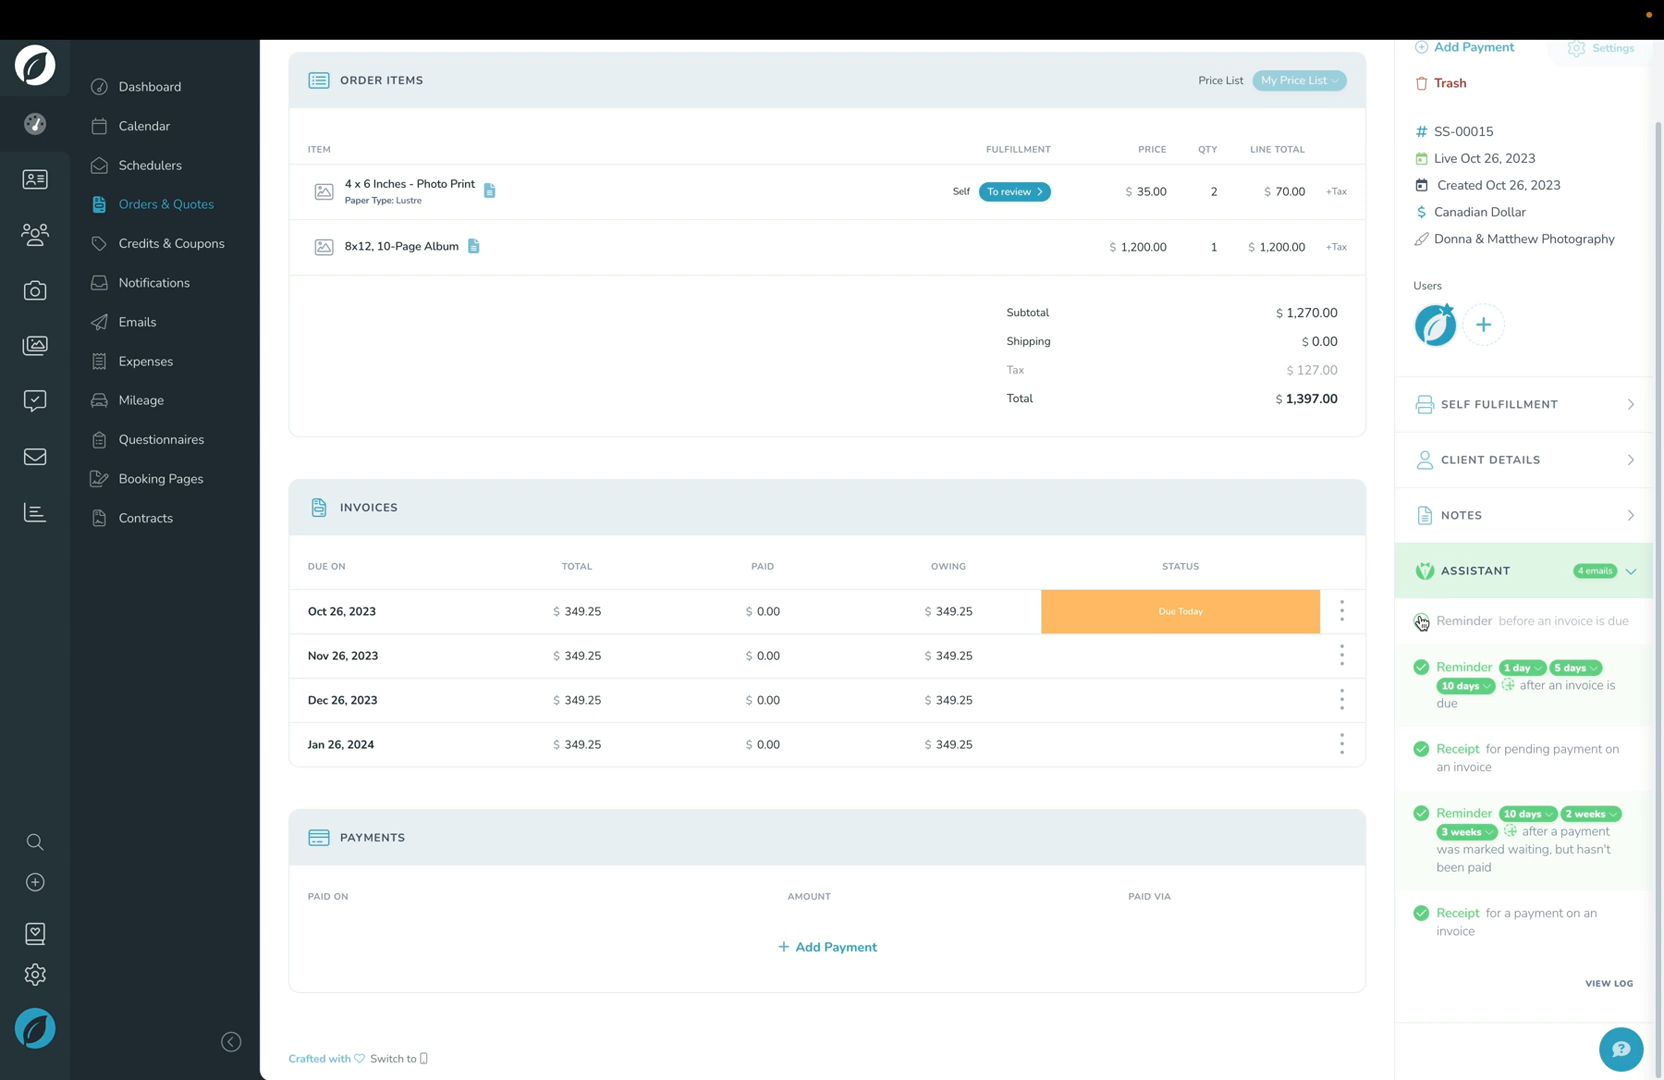 Dashboard
Calendar
Schedulers
Orders & Quotes
Credits & Coupons
Notifications
Emails
Expenses
Mileage
Questionnaires
Booking Pages
Contracts
ORDER ITEMS
Price List My Price List
ITEM FULFILLMENT PRICE QTY LINE TOTAL
4 x 6 Inches - Photo Print
Paper Type: Lustre
Self To review $ 35.00 2 $ 70.00 +Tax
8x12, 10-Page Album $ 1,200.00 1 $ 1,200.00 +Tax
Subtotal $ 1,270.00
Shipping $ 0.00
Tax $ 127.00
Total $ 1,397.00
INVOICES
DUE ON TOTAL PAID OWING STATUS
Oct 26, 2023 $ 349.25 $ 0.00 $ 349.25 Due Today
Nov 26, 2023 $ 349.25 $ 0.00 $ 349.25
Dec 26, 2023 $ 349.25 $ 0.00 $ 349.25
Jan 26, 2024 $ 349.25 $ 0.00 $ 349.25
PAYMENTS
PAID ON AMOUNT PAID VIA
+ Add Payment
Crafted with Switch to
Add Payment Settings
Trash
# SS-00015
Live Oct 26, 2023
Created Oct 26, 2023
$ Canadian Dollar
Donna & Matthew Photography
Users
SELF FULFILLMENT
CLIENT DETAILS
NOTES
ASSISTANT 4 emails
Reminder before an invoice is due
Reminder 1 day 5 days
10 days after an invoice is
due
Receipt for pending payment on
an invoice
Reminder 10 days 2 weeks
3 weeks after a payment
was marked waiting, but hasn't
been paid
Receipt for a payment on an
invoice
VIEW LOG